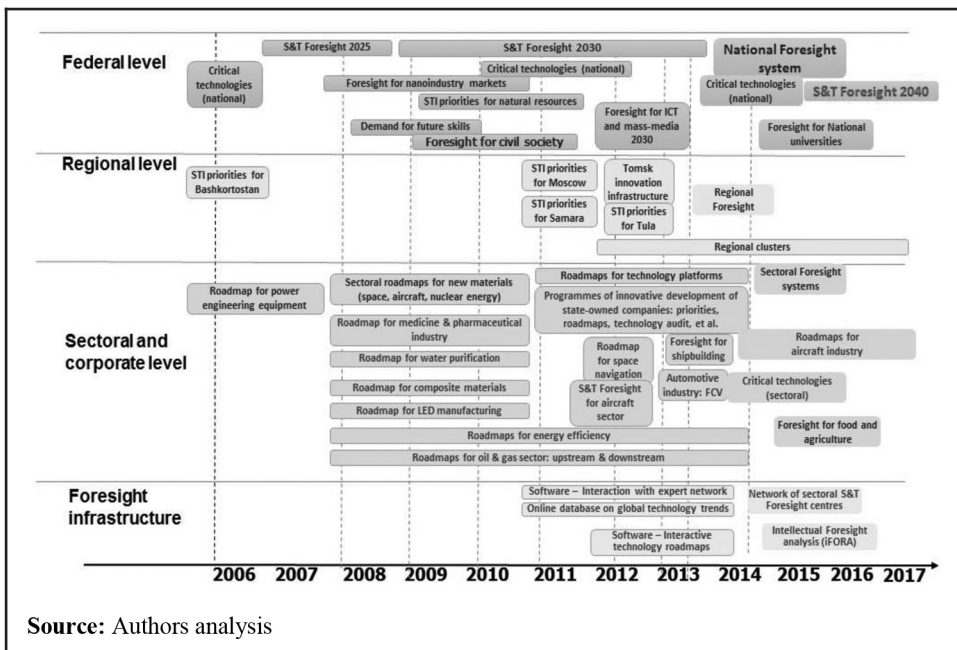 Federal level
S&T Foresight 2025
S&T Foresight 2030
National Foresight
system
Critical
technologies
(national)
Critical technologies (national)
Foresight for nanoindustry markets
Critical technologies
(national)
S&T Foresight 2040
STI priorities for natural resources
Foresight for ICT
and mass-media
2030
Demand for future skills
Foresight for National
universities
Foresight for civil society
Regional level
STI priorities for
Bashkortostan
STI priorities
for Moscow
Tomsk
innovation
infrastructure
Regional
Foresight
STI priorities
for Samara
STI priorities
for Tula
Regional clusters
Sectoral and
corporate level
Roadmap for power
engineering equipment
Sectoral roadmaps for new materials
(space, aircraft, nuclear energy)
Roadmaps for technology platforms
Sectoral Foresight
systems
Programmes of innovative development of
state-owned companies: priorities,
roadmaps, technology audit, et al.
Roadmap for medicine & pharmaceutical
industry
Roadmap for water purification
Roadmap
for space
navigation
Foresight for
shipbuilding
Roadmaps for
aircraft industry
Roadmap for composite materials
S&T Foresight
for aircraft
sector
Automotive
industry: FCV
Critical technologies
(sectoral)
Roadmap for LED manufacturing
Roadmaps for energy efficiency
Foresight for food and
agriculture
Roadmaps for oil & gas sector: upstream & downstream
Foresight
infrastructure
Software – Interaction with expert network
Online database on global technology trends
Network of sectoral S&T
Foresight centres
Software – Interactive
technology roadmaps
Intellectual Foresight
analysis (iFORA)
2006 2007 2008 2009 2010 2011 2012 2013 2014 2015 2016 2017
Source: Authors analysis